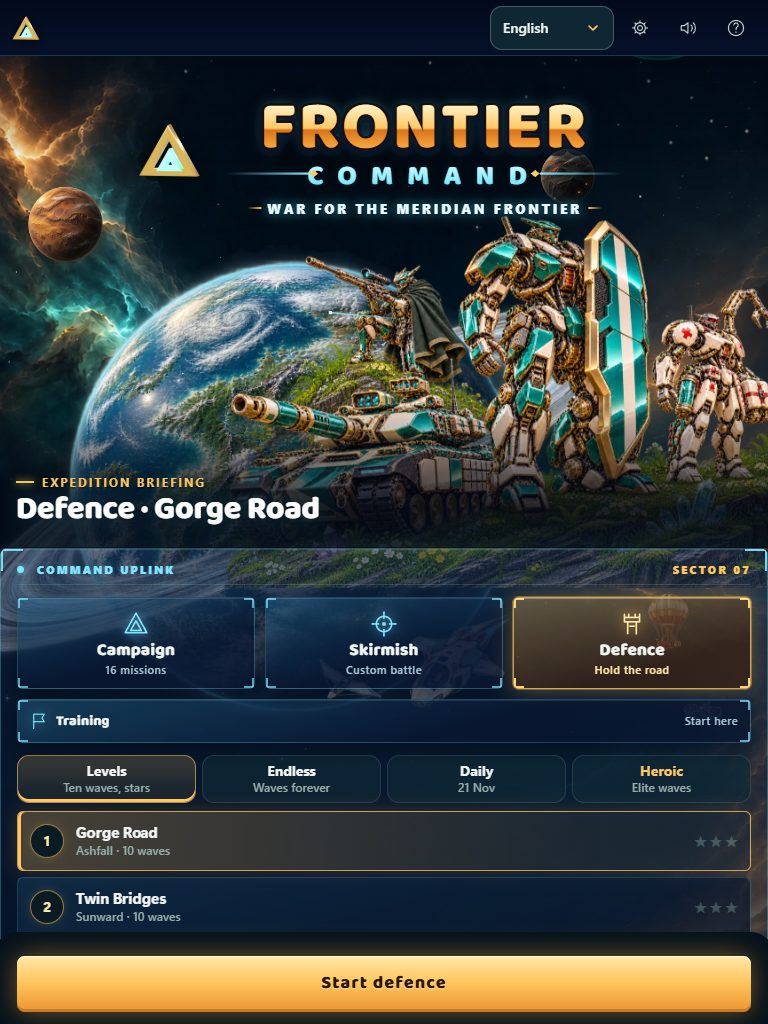 English
FRONTIER
COMMAND
WAR FOR THE MERIDIAN FRONTIER
EXPEDITION BRIEFING
Defence · Gorge Road
COMMAND UPLINK
SECTOR 07
Campaign
16 missions
Skirmish
Custom battle
Defence
Hold the road
Training
Start here
Levels
Ten waves, stars
Endless
Waves forever
Daily
21 Nov
Heroic
Elite waves
1
Gorge Road
Ashfall · 10 waves
★★★
2
Twin Bridges
Sunward · 10 waves
★★★
Start defence